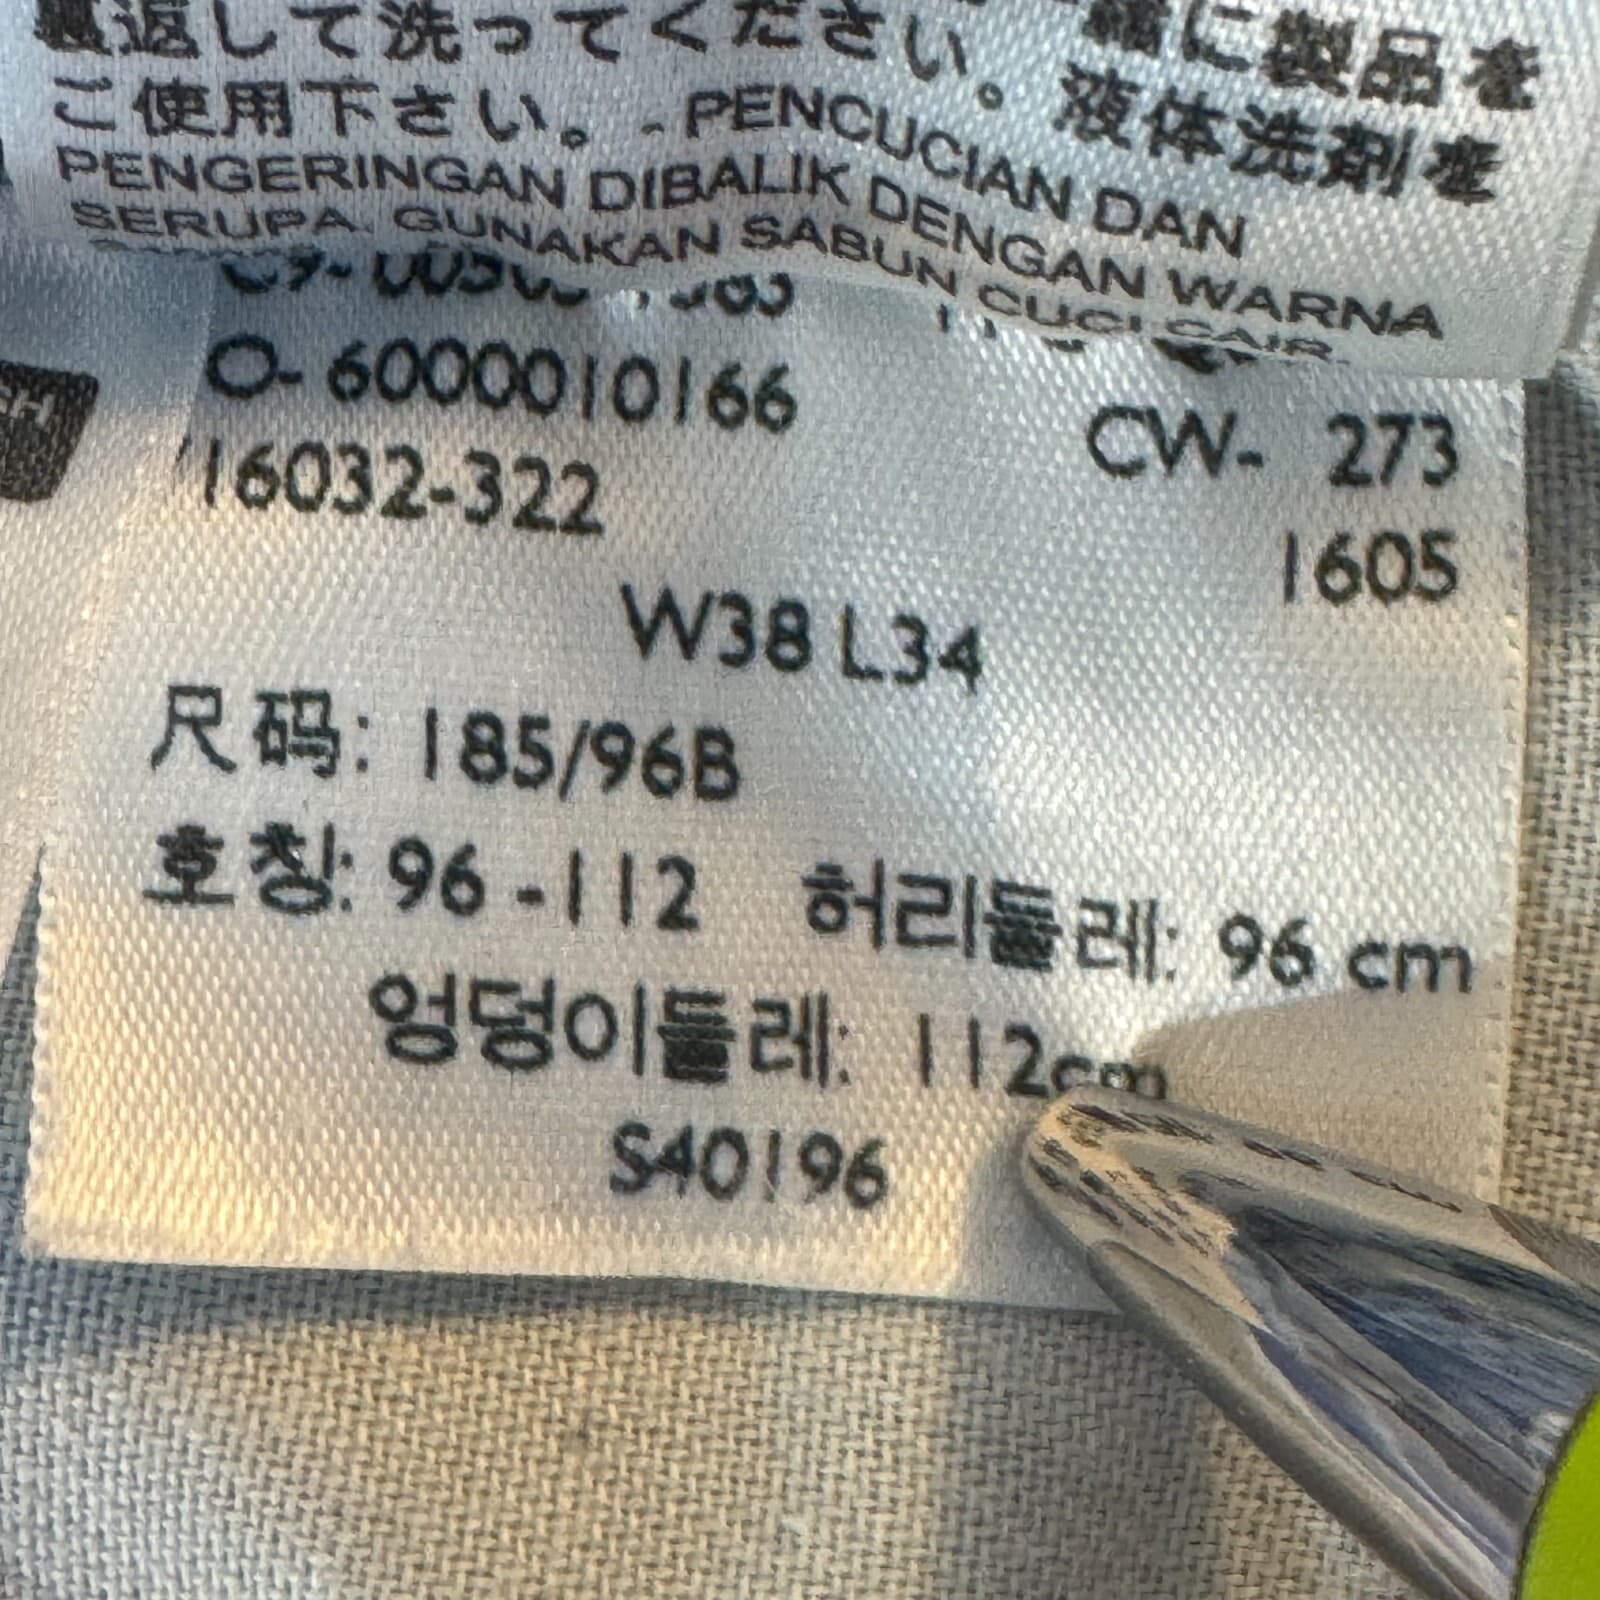 返して洗ってください。一緒に製品を
ご使用下さい。 - PENCUCIAN DAN 液体洗剤を
PENGERINGAN DIBALIK DENGAN WARNA
SERUPA. GUNAKAN SABUN CUCI CAIR.
O- 6000010166
CW- 273
16032-322
1605
W38 L34
尺码: 185/96B
호칭: 96 -112 허리둘레: 96 cm
엉덩이둘레: 112cm
S40196